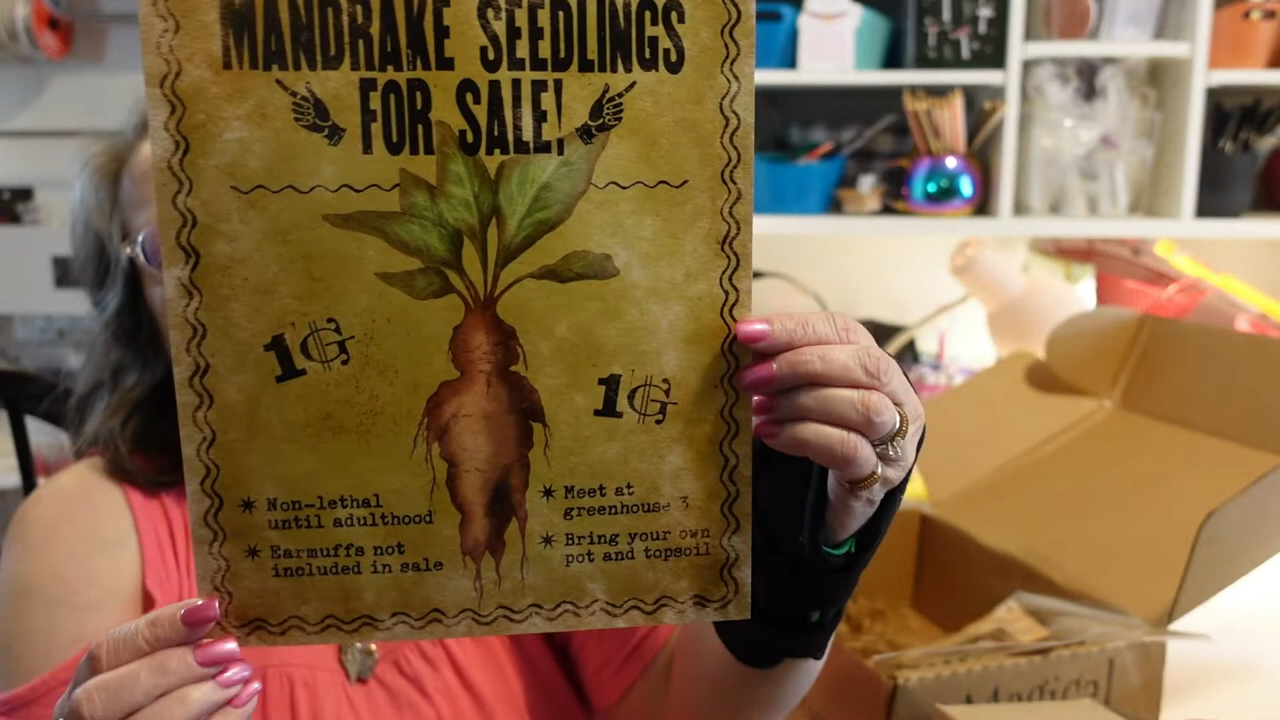 MANDRAKE SEEDLINGS
FOR SALE!
1G
1G
* Non-lethal
until adulthood
* Earmuffs not
included in sale
* Meet at
greenhouse 3
* Bring your own
pot and topsoil